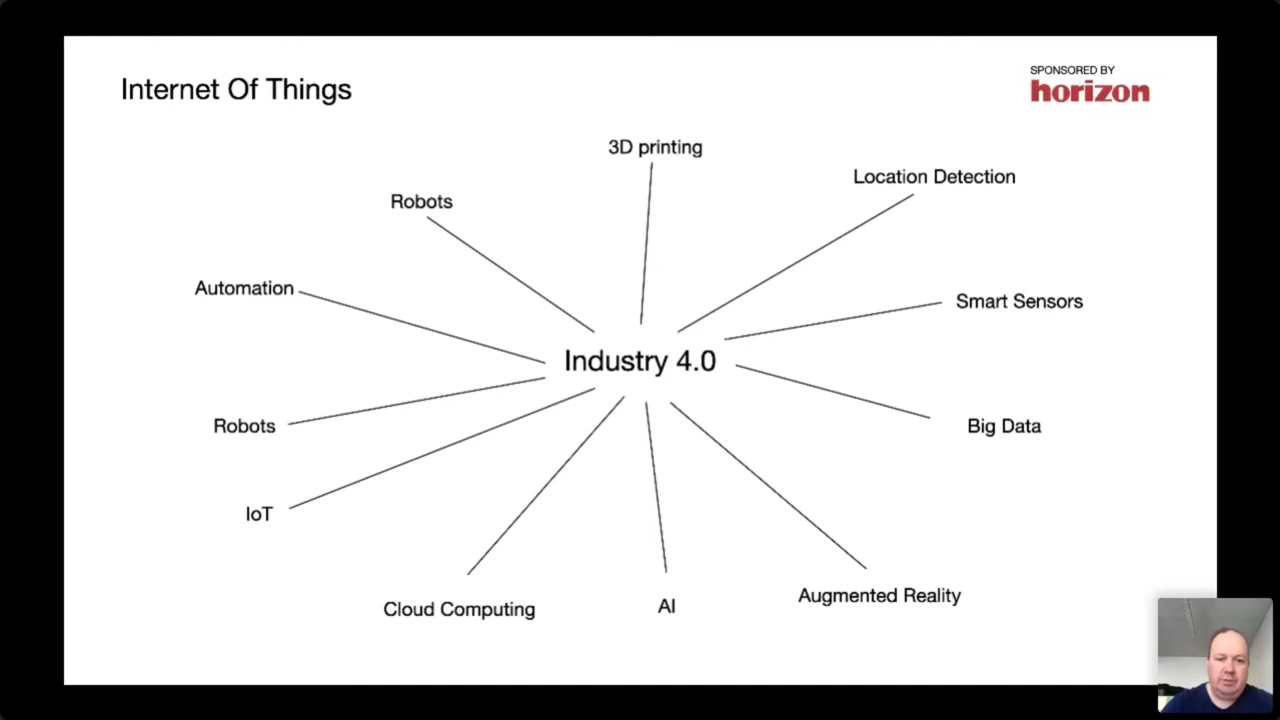 Internet Of Things
SPONSORED BY
horizon
3D printing
Location Detection
Robots
Automation
Smart Sensors
Industry 4.0
Robots
Big Data
IoT
Cloud Computing
AI
Augmented Reality